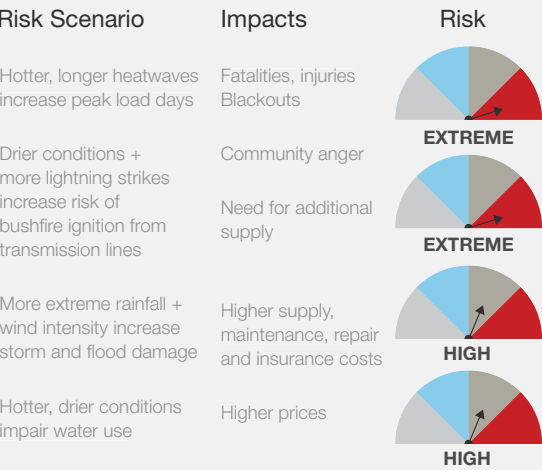 Risk Scenario
Impacts
Risk
Hotter, longer heatwaves
increase peak load days
Fatalities, injuries
Blackouts
EXTREME
Drier conditions +
more lightning strikes
increase risk of
bushfire ignition from
transmission lines
Community anger
Need for additional
supply
EXTREME
More extreme rainfall +
wind intensity increase
storm and flood damage
Higher supply,
maintenance, repair
and insurance costs
HIGH
Hotter, drier conditions
impair water use
Higher prices
HIGH